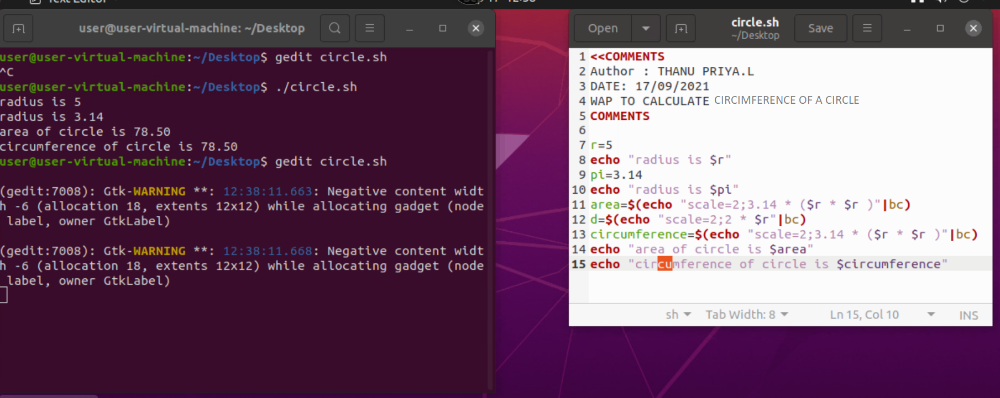 Text Editor
Sep 17 12:38
user@user-virtual-machine: ~/Desktop
user@user-virtual-machine:~/Desktop$ gedit circle.sh
^C
user@user-virtual-machine:~/Desktop$ ./circle.sh
radius is 5
radius is 3.14
area of circle is 78.50
circumference of circle is 78.50
user@user-virtual-machine:~/Desktop$ gedit circle.sh
(gedit:7008): Gtk-WARNING **: 12:38:11.663: Negative content widt
h -6 (allocation 18, extents 12x12) while allocating gadget (node
label, owner GtkLabel)
(gedit:7008): Gtk-WARNING **: 12:38:11.668: Negative content widt
h -6 (allocation 18, extents 12x12) while allocating gadget (node
label, owner GtkLabel)
Open circle.sh Save
~/Desktop
1 <<COMMENTS
2 Author : THANU PRIYA.L
3 DATE: 17/09/2021
4 WAP TO CALCULATE CIRCIMFERENCE OF A CIRCLE
5 COMMENTS
6
7 r=5
8 echo "radius is $r"
9 pi=3.14
10 echo "radius is $pi"
11 area=$(echo "scale=2;3.14 * ($r * $r )"|bc)
12 d=$(echo "scale=2;2 * $r"|bc)
13 circumference=$(echo "scale=2;3.14 * ($r * $r )"|bc)
14 echo "area of circle is $area"
15 echo "circumference of circle is $circumference"
sh Tab Width: 8 Ln 15, Col 10 INS